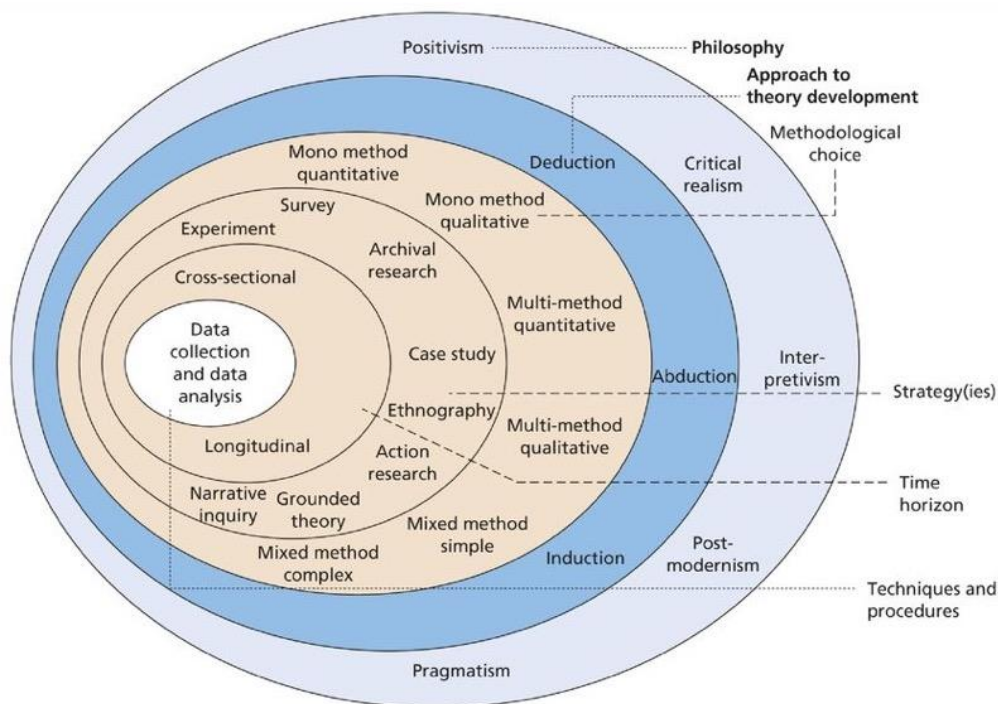 Positivism
Philosophy
Approach to
theory development
Methodological
choice
Mono method
quantitative
Deduction
Critical
realism
Mono method
qualitative
Survey
Experiment
Archival
research
Cross-sectional
Multi-method
quantitative
Data
collection
and data
analysis
Case study
Abduction
Inter-
pretivism
Strategy(ies)
Ethnography
Multi-method
qualitative
Longitudinal
Action
research
Time
horizon
Narrative
inquiry
Grounded
theory
Mixed method
simple
Mixed method
complex
Induction
Post-
modernism
Techniques and
procedures
Pragmatism